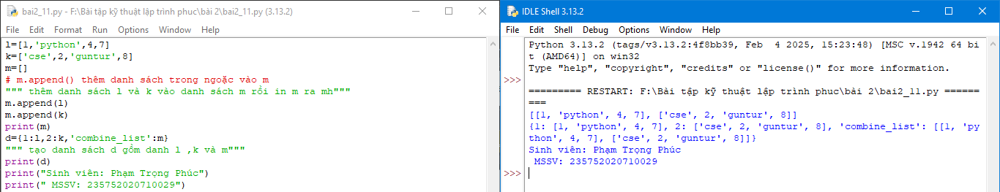 bai2_11.py - F:\Bài tập kỹ thuật lập trình phuc\bài 2\bai2_11.py (3.13.2)
File Edit Format Run Options Window Help
l=[1,'python',4,7]
k=['cse',2,'guntur',8]
m=[]
# m.append() thêm danh sách trong ngoặc vào m
""" thêm danh sách l và k vào danh sách m rồi in m ra mh"""
m.append(l)
m.append(k)
print(m)
d={1:l,2:k,'combine_list':m}
""" tạo danh sách d gồm danh l ,k và m"""
print(d)
print("Sinh viên: Phạm Trọng Phúc")
print(" MSSV: 235752020710029")
IDLE Shell 3.13.2
File Edit Shell Debug Options Window Help
Python 3.13.2 (tags/v3.13.2:4f8bb39, Feb  4 2025, 15:23:48) [MSC v.1942 64 bi
t (AMD64)] on win32
Type "help", "copyright", "credits" or "license()" for more information.
>>>
========= RESTART: F:\Bài tập kỹ thuật lập trình phuc\bài 2\bai2_11.py ======
===
[[1, 'python', 4, 7], ['cse', 2, 'guntur', 8]]
{1: [1, 'python', 4, 7], 2: ['cse', 2, 'guntur', 8], 'combine_list': [[1, 'py
thon', 4, 7], ['cse', 2, 'guntur', 8]]}
Sinh viên: Phạm Trọng Phúc
 MSSV: 235752020710029
>>>